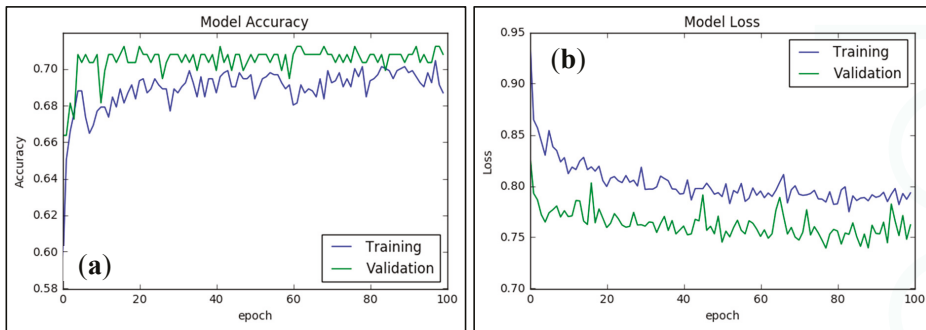 Model Accuracy
0.70
0.68
0.66
0.64
0.62
0.60
0.58
Accuracy
0 20 40 60 80 100
epoch
Training
Validation
(a)
Model Loss
0.95
0.90
0.85
0.80
0.75
0.70
Loss
0 20 40 60 80 100
epoch
Training
Validation
(b)